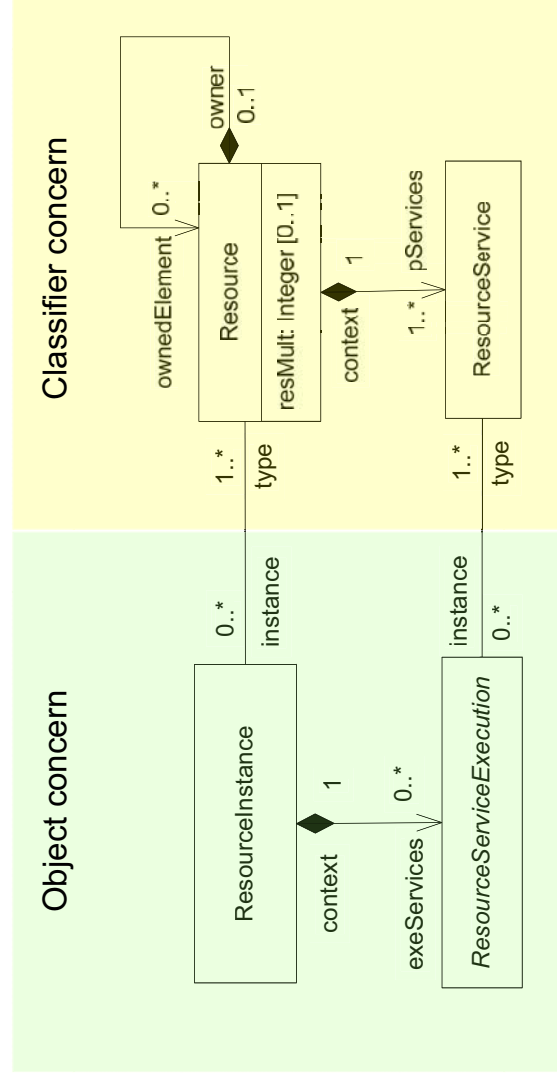 Object concern
Classifier concern
ownedElement
0..*
owner
0..1
ResourceInstance
0..*
instance
1..*
type
Resource
resMult: Integer [0..1]
context
1
context
1
exeServices
0..*
1..*
pServices
ResourceServiceExecution
instance
0..*
1..*
type
ResourceService